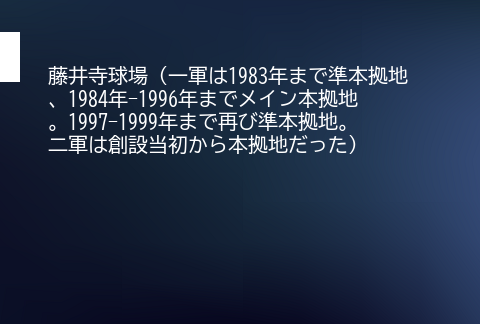 藤井寺球場（一軍は1983年まで準本拠地
、1984年-1996年までメイン本拠地
。1997-1999年まで再び準本拠地。
二軍は創設当初から本拠地だった）